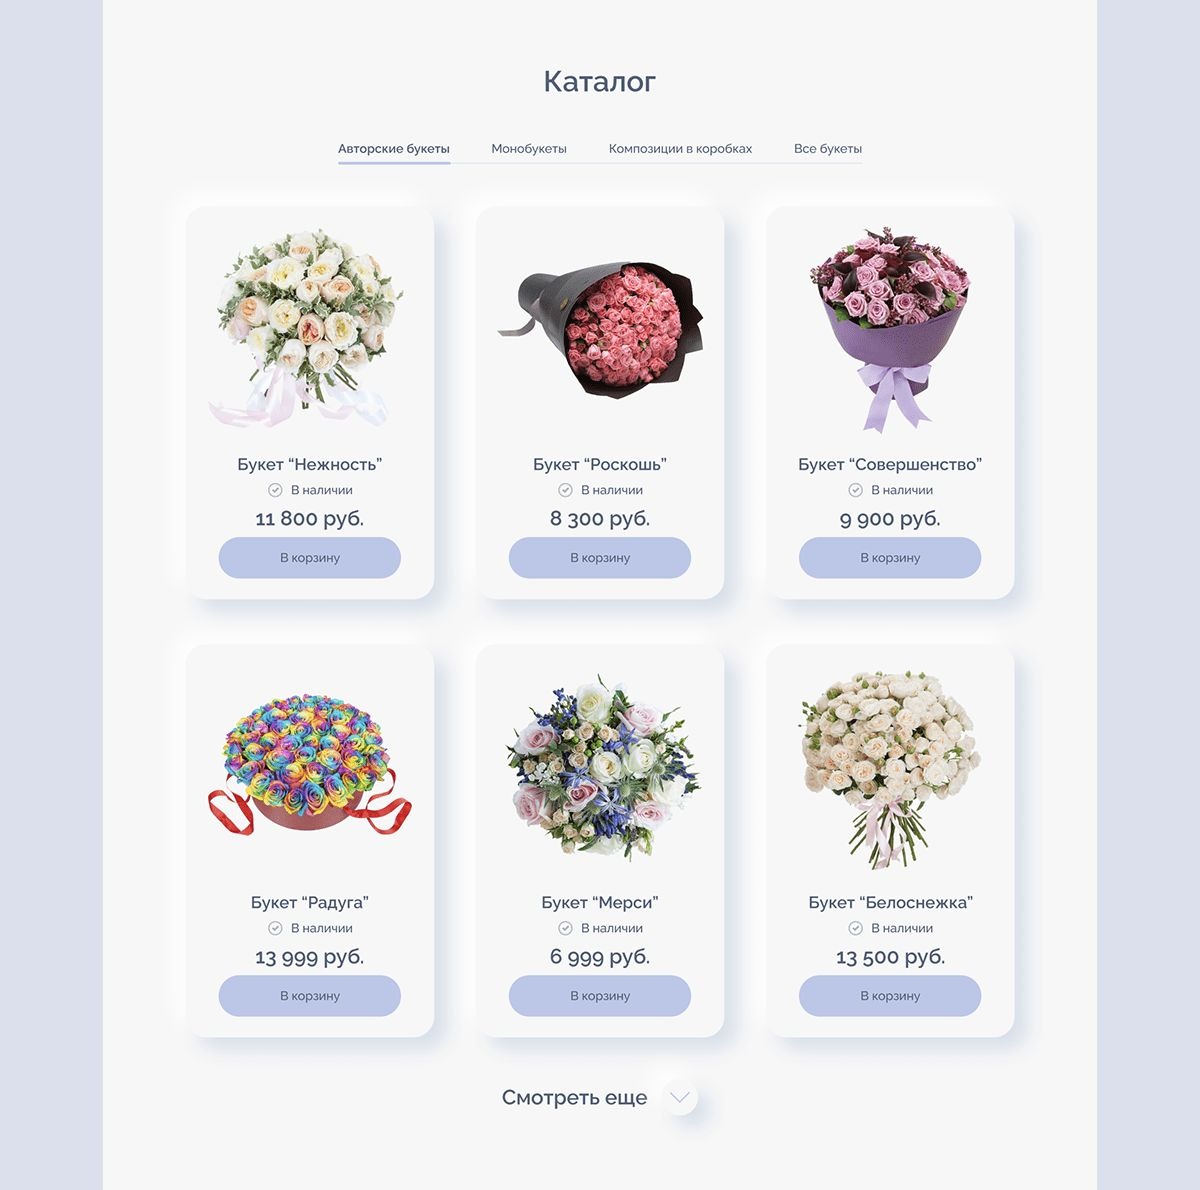 Каталог
Авторские букеты Монобукеты Композиции в коробках Все букеты
Букет “Нежность”
В наличии
11 800 руб.
В корзину
Букет “Роскошь”
В наличии
8 300 руб.
В корзину
Букет “Совершенство”
В наличии
9 900 руб.
В корзину
Букет “Радуга”
В наличии
13 999 руб.
В корзину
Букет “Мерси”
В наличии
6 999 руб.
В корзину
Букет “Белоснежка”
В наличии
13 500 руб.
В корзину
Смотреть еще